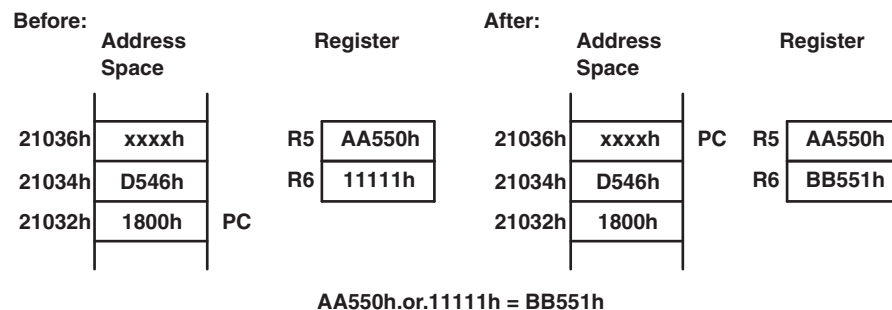 Before:
After:
Address Space
Register
Address Space
Register
21036h xxxxh R5 AA550h 21036h xxxxh PC R5 AA550h
21034h D546h R6 11111h 21034h D546h R6 BB551h
21032h 1800h PC 21032h 1800h
AA550h.or.11111h = BB551h